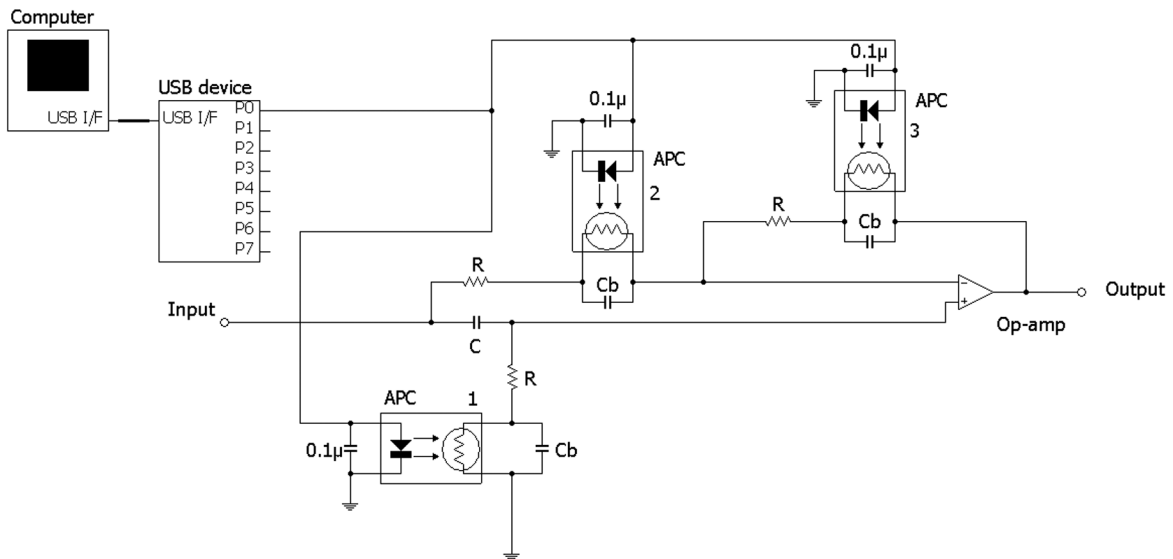 Computer
USB I/F
USB device
USB I/F
P0
P1
P2
P3
P4
P5
P6
P7
0.1µ
APC
2
0.1µ
APC
3
R
Cb
R
Cb
Input
C
R
Op-amp
Output
APC
1
0.1µ
Cb